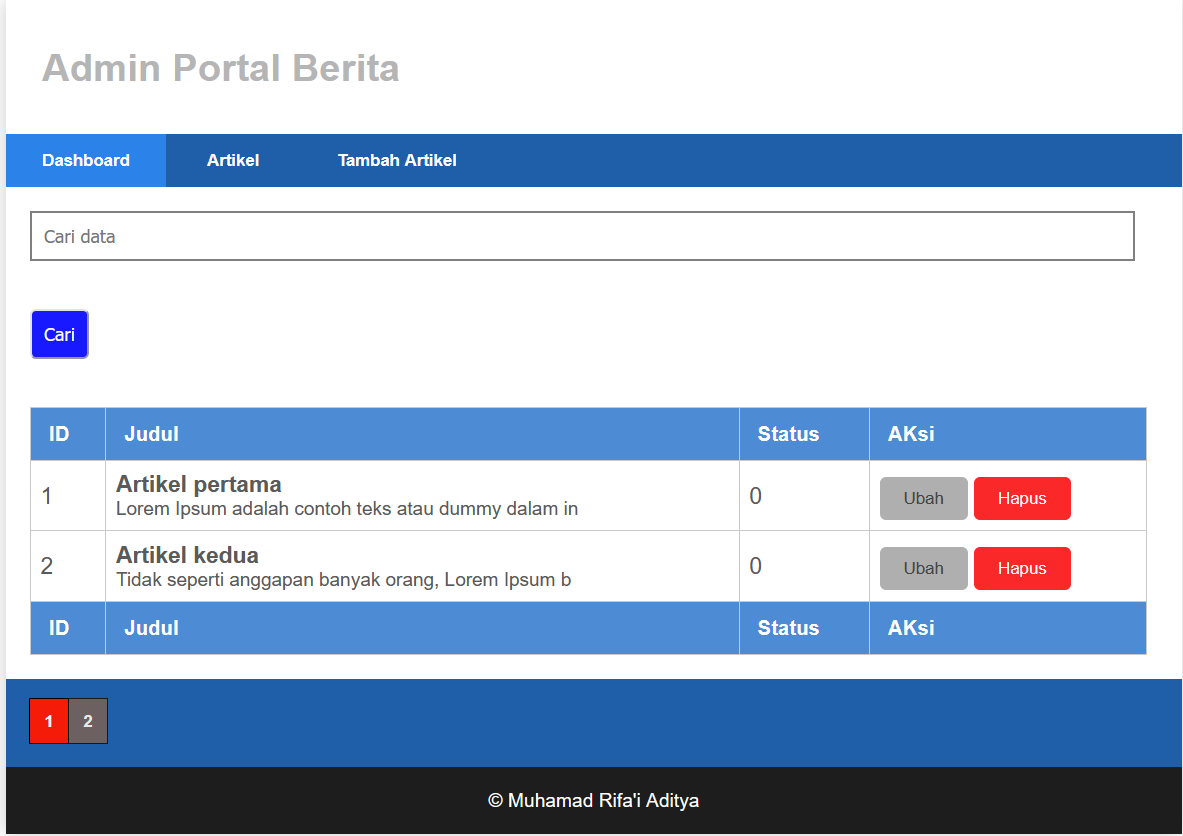 Admin Portal Berita
Dashboard Artikel Tambah Artikel
Cari data
Cari
ID Judul Status AKsi
1 Artikel pertama 0 Ubah Hapus
Lorem Ipsum adalah contoh teks atau dummy dalam in
2 Artikel kedua 0 Ubah Hapus
Tidak seperti anggapan banyak orang, Lorem Ipsum b
ID Judul Status AKsi
1 2
© Muhamad Rifa'i Aditya